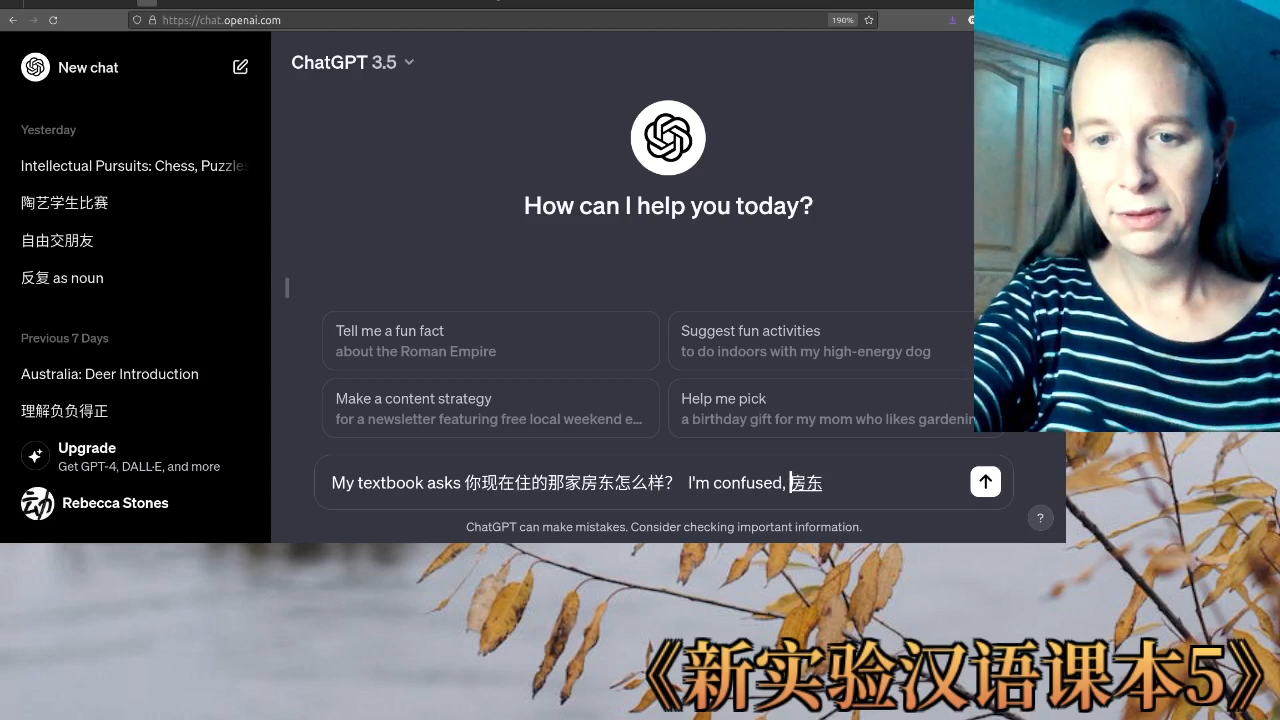 https://chat.openai.com
190%
New chat
Yesterday
Intellectual Pursuits: Chess, Puzzles
陶艺学生比赛
自由交朋友
反复 as noun
Previous 7 Days
Australia: Deer Introduction
理解负负得正
Upgrade
Get GPT-4, DALL·E, and more
Rebecca Stones
ChatGPT 3.5
How can I help you today?
Tell me a fun fact
about the Roman Empire
Suggest fun activities
to do indoors with my high-energy dog
Make a content strategy
for a newsletter featuring free local weekend e...
Help me pick
a birthday gift for my mom who likes gardenin
My textbook asks 你现在住的那家房东怎么样? I'm confused, 房东
ChatGPT can make mistakes. Consider checking important information.
?
《新实验汉语课本5》